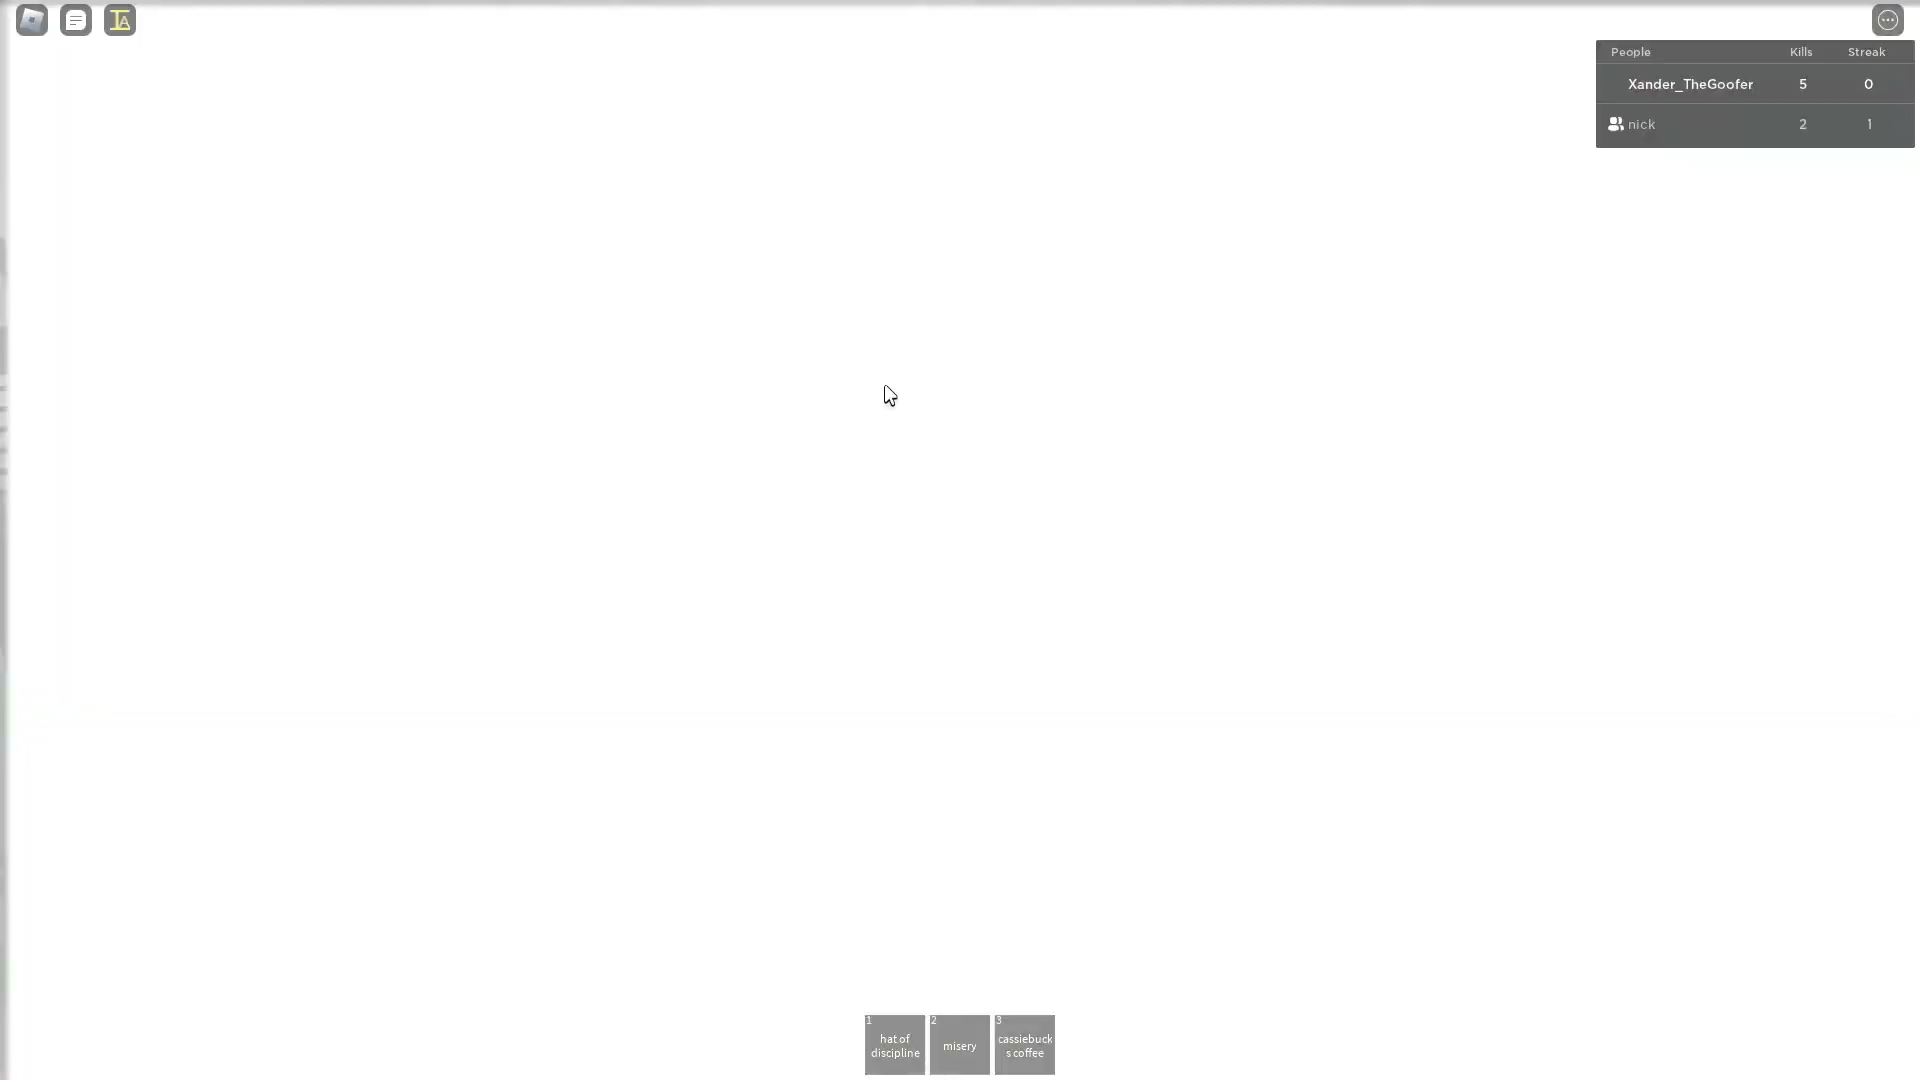 People Kills Streak
Xander_TheGoofer 5 0
nick 2 1
1 2 3
hat of
discipline
misery
cassiebuck
s coffee